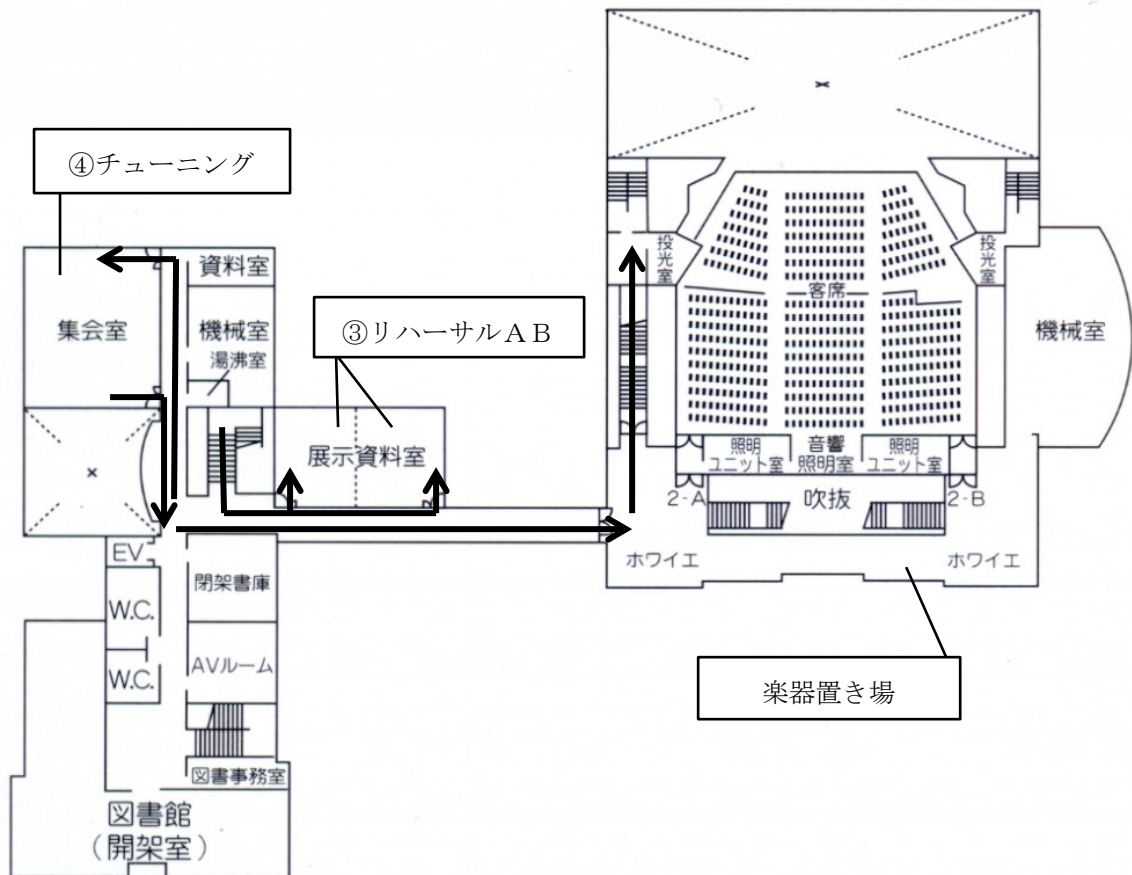 ④チューニング
資料室
投光室
投光室
客席
集会室
機械室
③リハーサルＡＢ
機械室
湯沸室
展示資料室
照明
ユニット室
音響
照明室
照明
ユニット室
2-A
吹抜
2-B
EV
ホワイエ
ホワイエ
閉架書庫
W.C.
AVルーム
W.C.
楽器置き場
図書事務室
図書館
（開架室）